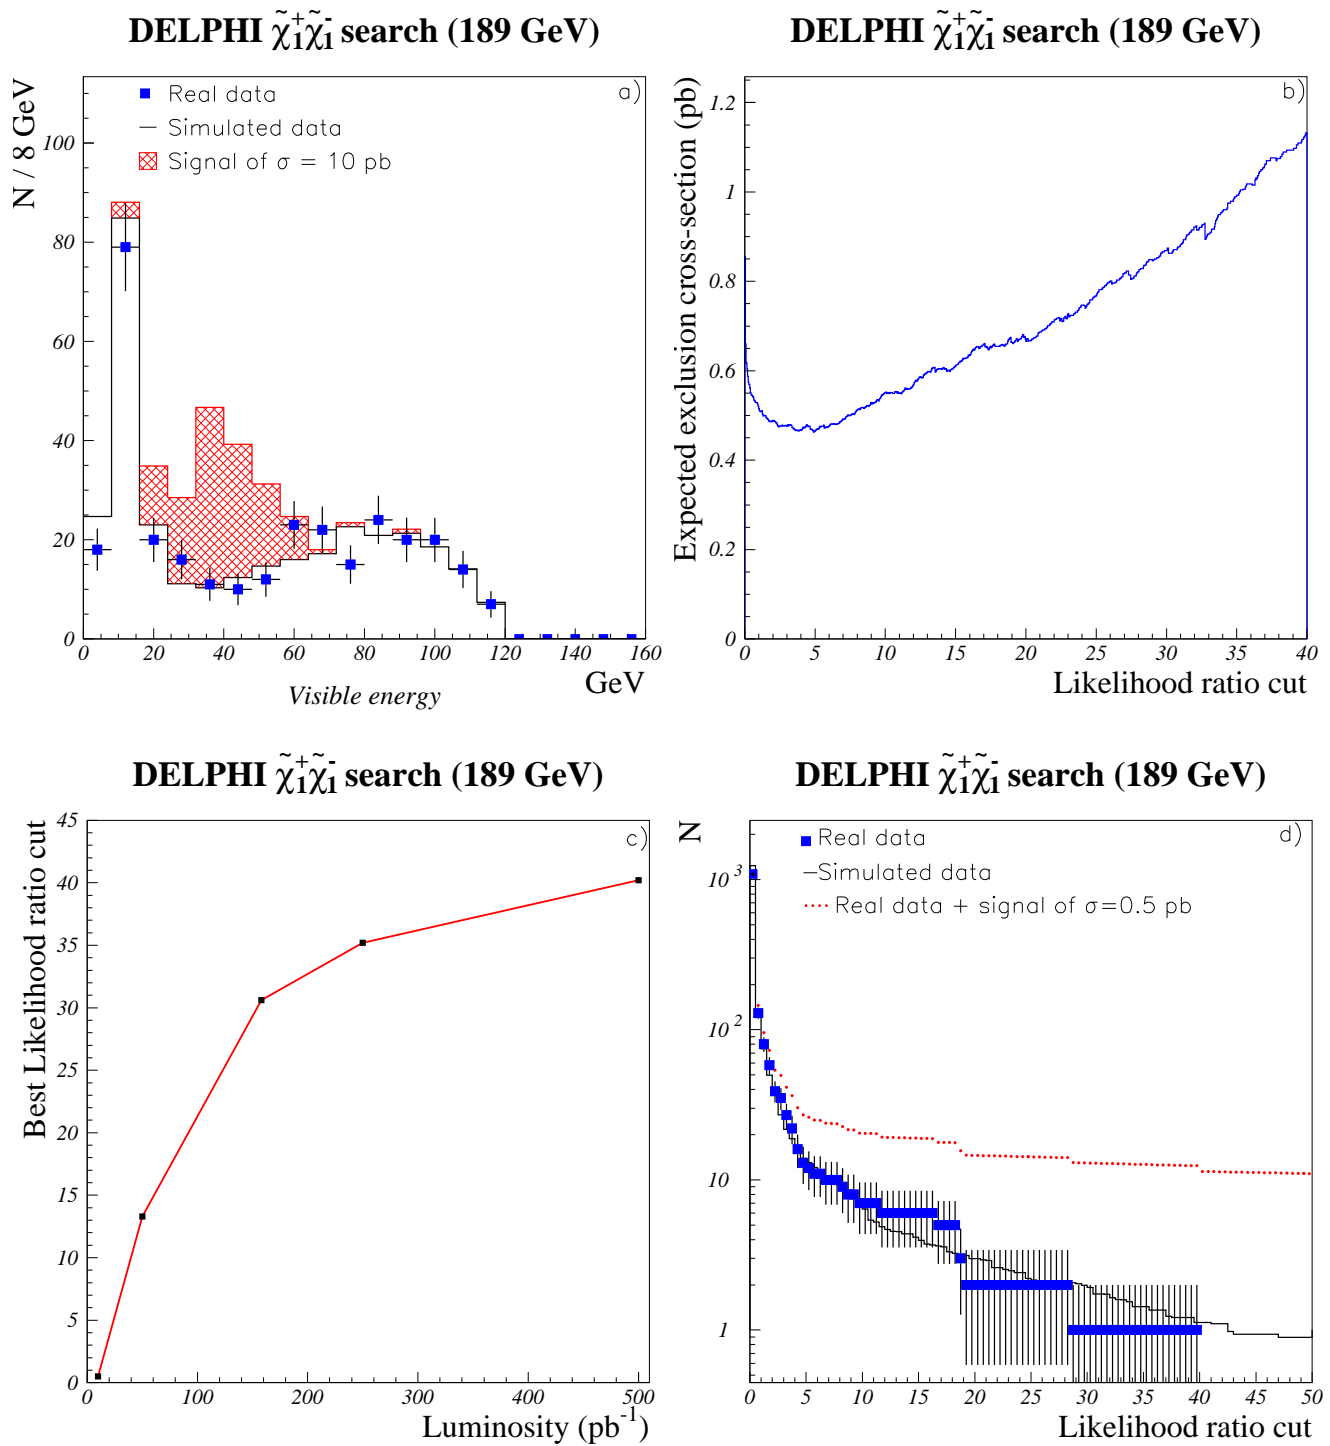 DELPHI χ̃₁⁺χ̃₁⁻ search (189 GeV)
N / 8 GeV
a)
Real data
Simulated data
Signal of σ = 10 pb
100
80
60
40
20
0
0 20 40 60 80 100 120 140 160
GeV
Visible energy
DELPHI χ̃₁⁺χ̃₁⁻ search (189 GeV)
Expected exclusion cross-section (pb)
b)
1.2
1
0.8
0.6
0.4
0.2
0
0 5 10 15 20 25 30 35 40
Likelihood ratio cut
DELPHI χ̃₁⁺χ̃₁⁻ search (189 GeV)
Best Likelihood ratio cut
c)
45
40
35
30
25
20
15
10
5
0
0 100 200 300 400 500
Luminosity (pb⁻¹)
DELPHI χ̃₁⁺χ̃₁⁻ search (189 GeV)
N
d)
Real data
Simulated data
Real data + signal of σ=0.5 pb
10³
10²
10
1
0 5 10 15 20 25 30 35 40 45 50
Likelihood ratio cut